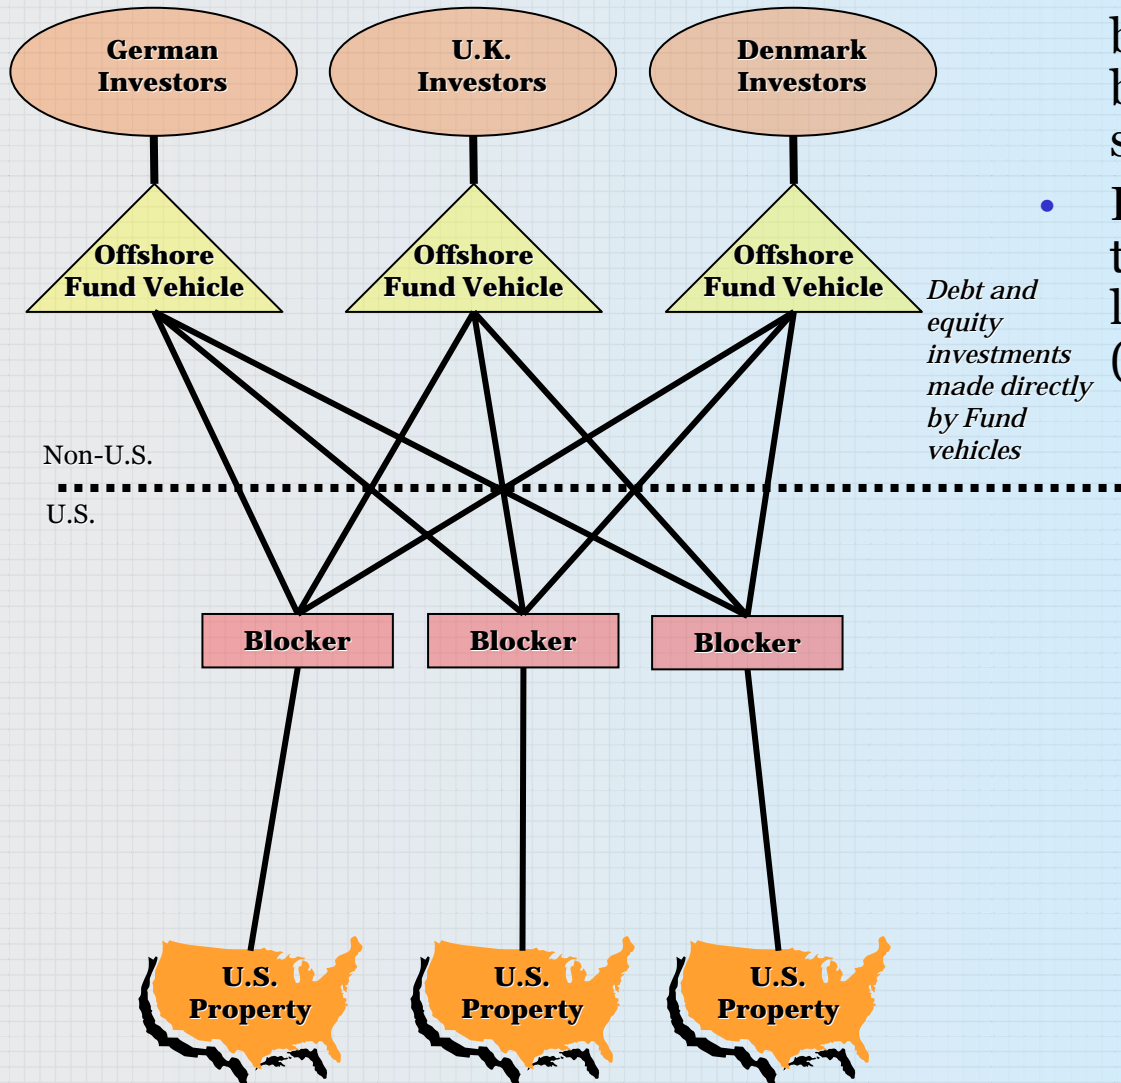 German
Investors
U.K.
Investors
Denmark
Investors
Offshore
Fund Vehicle
Offshore
Fund Vehicle
Offshore
Fund Vehicle
Debt and
equity
investments
made directly
by Fund
vehicles
Non-U.S.
U.S.
Blocker
Blocker
Blocker
U.S.
Property
U.S.
Property
U.S.
Property